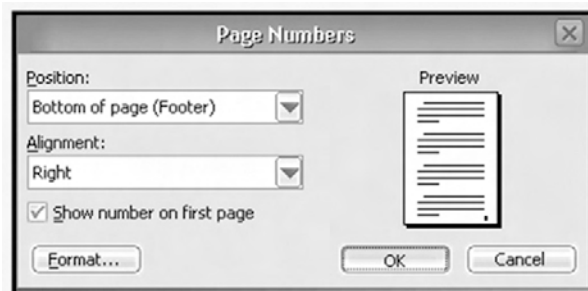 Page Numbers
Position:
Preview
Bottom of page (Footer)
Alignment:
Right
Show number on first page
Format...
OK
Cancel